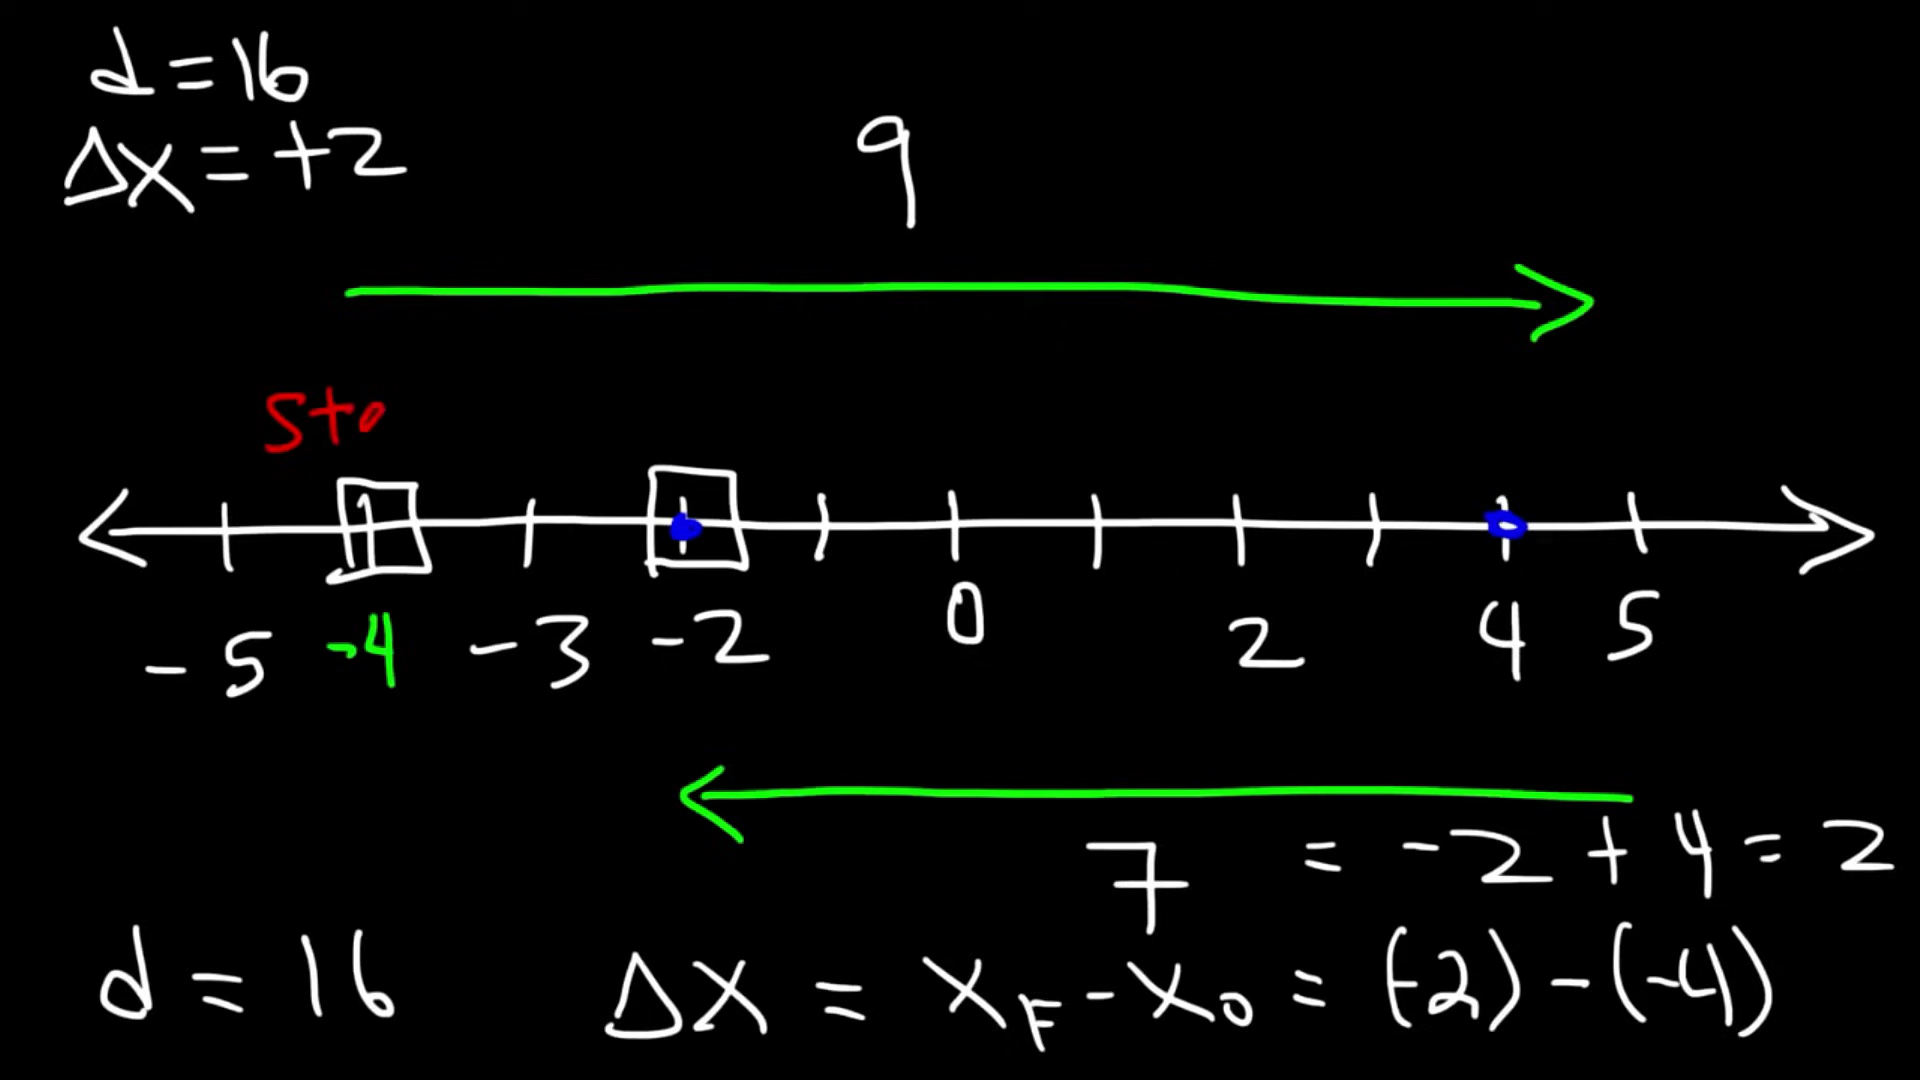 d = 16
Δx = +2
9
sto
-5 -4 -3 -2 0 2 4 5
7 = -2 + 4 = 2
d = 16 Δx = x_F - x_0 = (-2) - (-4)